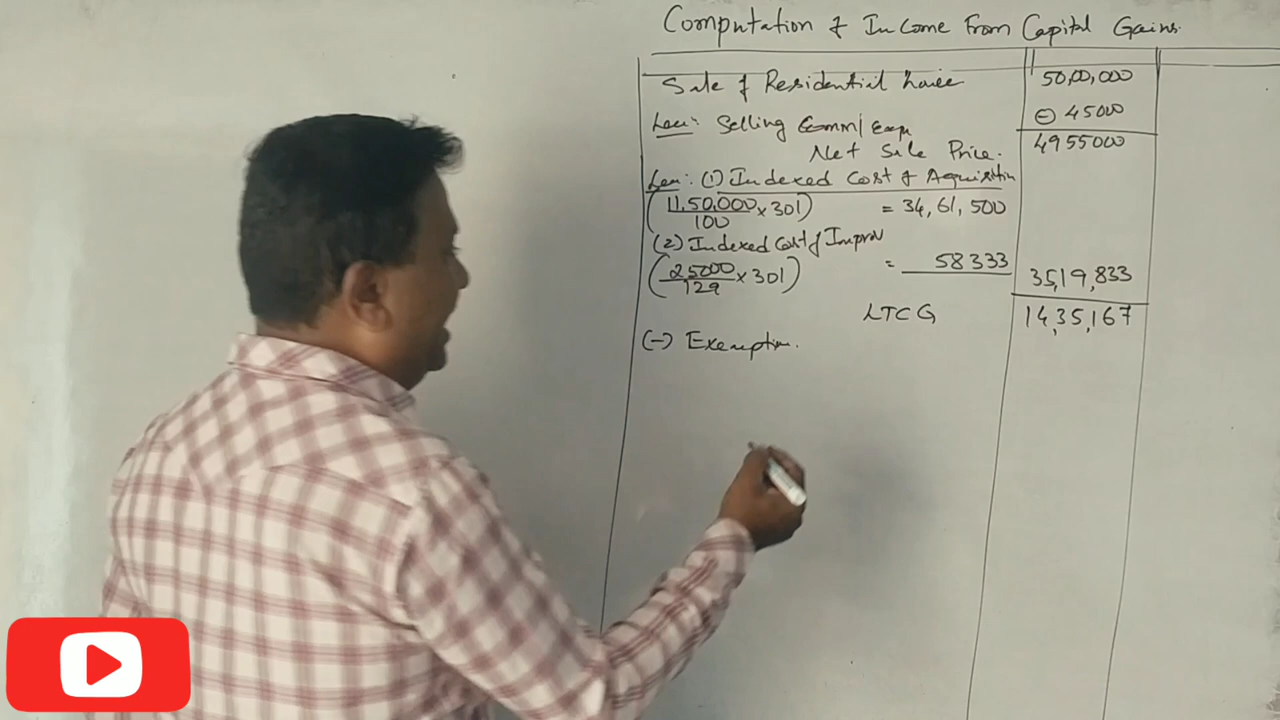 Computation of Income From Capital Gains.
Sale of Residential house 50,00,000
Less: Selling Comm/Exp (-) 45000
Net Sale Price. 4955000
Less: (1) Indexed Cost of Aquisition
(11,50,000/100 x 301) = 34,61,500
(2) Indexed Cost of Improv
(25000/129 x 301) = 58333 35,19,833
LTCG 14,35,167
(-) Exemption.